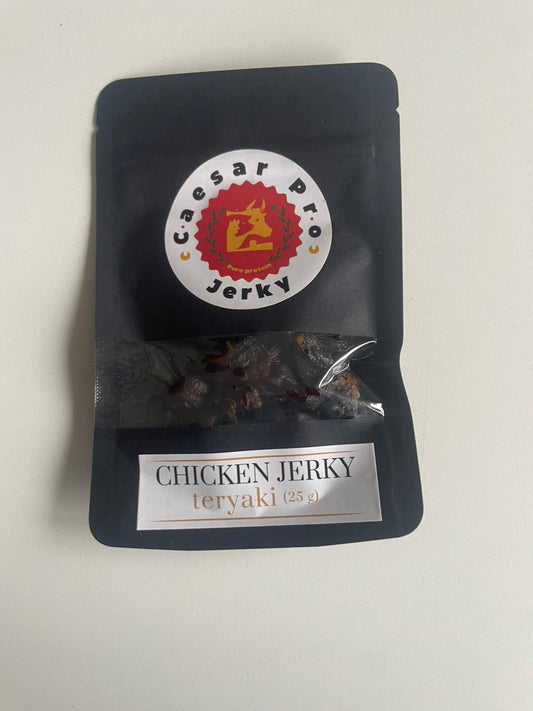 Caesar Pro
Pure protein
Jerky
CHICKEN JERKY
teryaki (25 g)